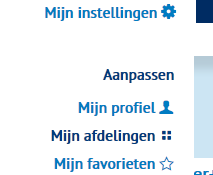 Mijn instellingen
Aanpassen
Mijn profiel
Mijn afdelingen
Mijn favorieten